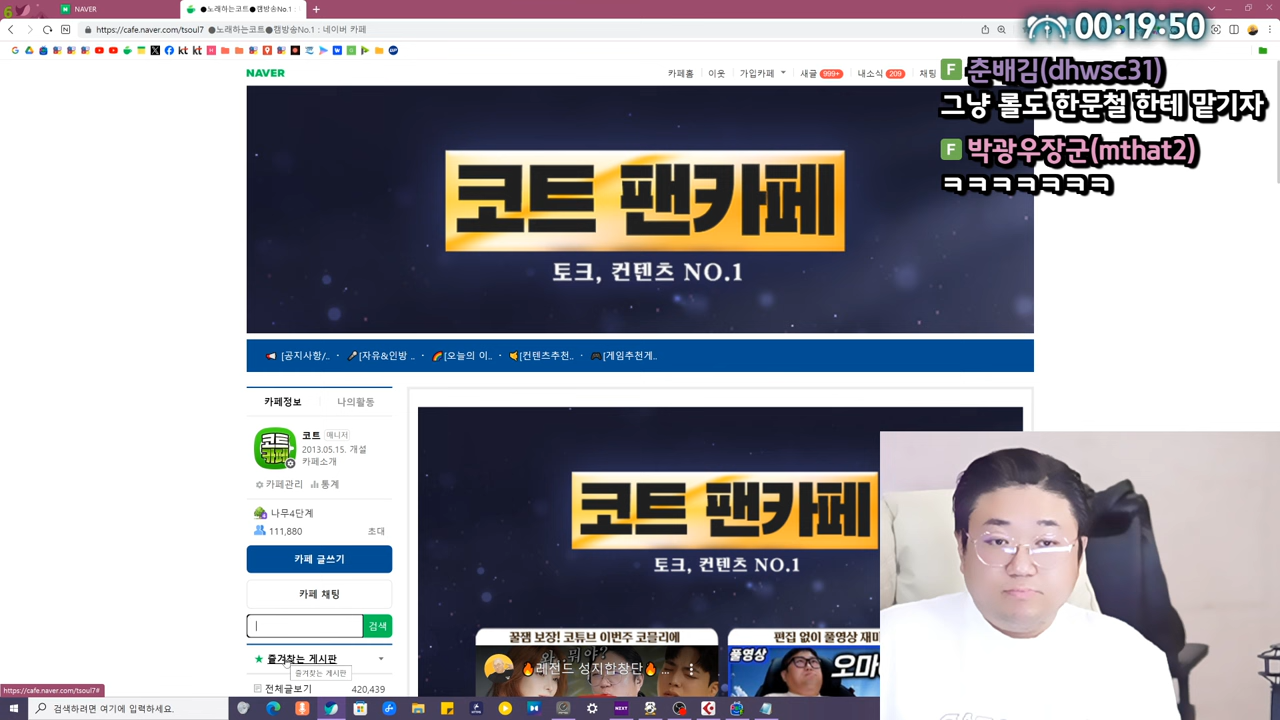 6
NAVER
●노래하는코트●캠방송No.1 :
https://cafe.naver.com/tsoul7 ●노래하는코트●캠방송No.1 : 네이버 카페
00:19:50
NAVER
카페홈 이웃 가입카페 새글 999+ 내소식 209 채팅
F 춘배김(dhwsc31)
그냥 롤도 한문철 한테 맡기자
F 박광우장군(mthat2)
ㅋㅋㅋㅋㅋㅋㅋ
코트 팬카페
토크, 컨텐츠 NO.1
[공지사항/.. · [자유&인방 .. · [오늘의 이.. · [컨텐츠추천.. · [게임추천게..
카페정보 나의활동
코트 매니저
2013.05.15. 개설
카페소개
카페관리 통계
나무4단계
111,880 초대
카페 글쓰기
카페 채팅
검색
즐겨찾는 게시판
즐겨찾는 게시판
전체글보기 420,439
코트 팬카페
토크, 컨텐츠 NO.1
꿀잼 보장! 코튜브 이번주 코플리에
🔥레전드 성지합창단🔥 ...
편집 없이 풀영상 재미
풀영상
오마
https://cafe.naver.com/tsoul7#
검색하려면 여기에 입력하세요.